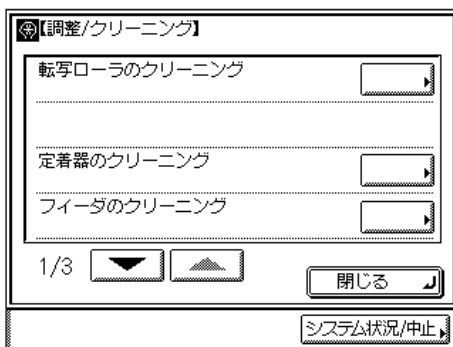 【調整/クリーニング】
転写ローラのクリーニング
定着器のクリーニング
フィーダのクリーニング
1/3
閉じる
システム状況/中止